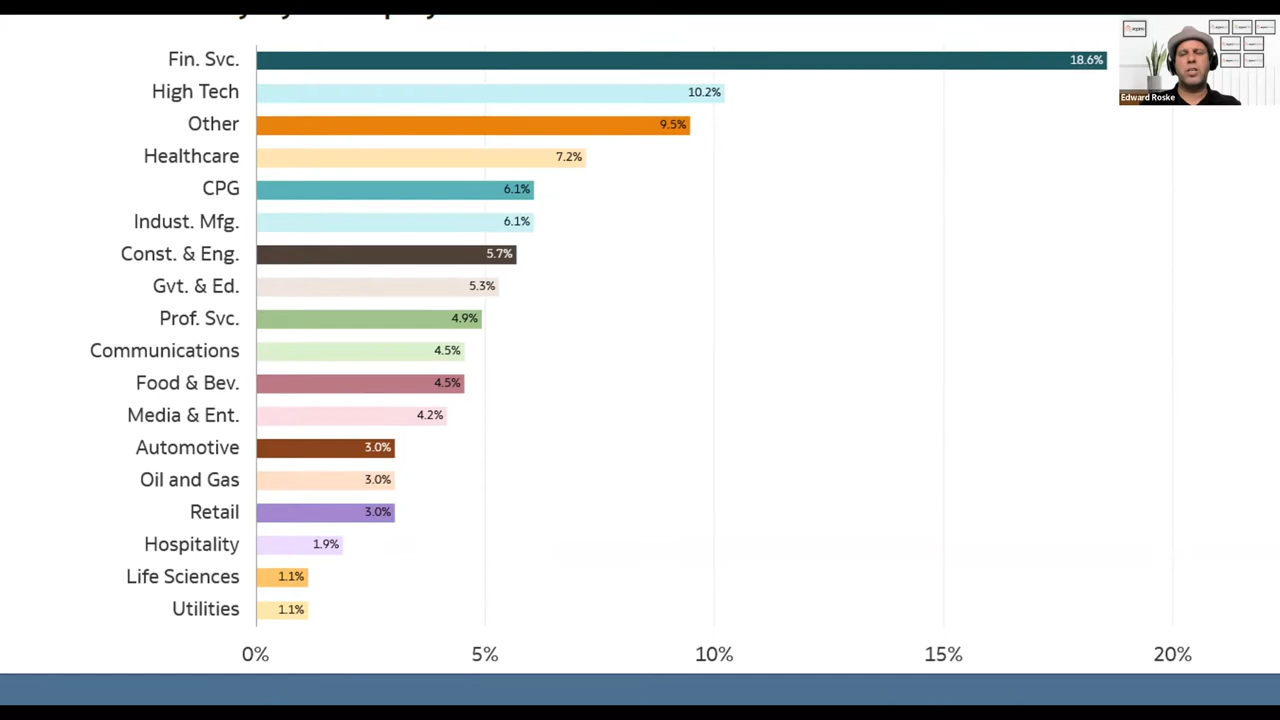 Fin. Svc. 18.6%
High Tech 10.2%
Other 9.5%
Healthcare 7.2%
CPG 6.1%
Indust. Mfg. 6.1%
Const. & Eng. 5.7%
Gvt. & Ed. 5.3%
Prof. Svc. 4.9%
Communications 4.5%
Food & Bev. 4.5%
Media & Ent. 4.2%
Automotive 3.0%
Oil and Gas 3.0%
Retail 3.0%
Hospitality 1.9%
Life Sciences 1.1%
Utilities 1.1%
0% 5% 10% 15% 20%
Edward Roske